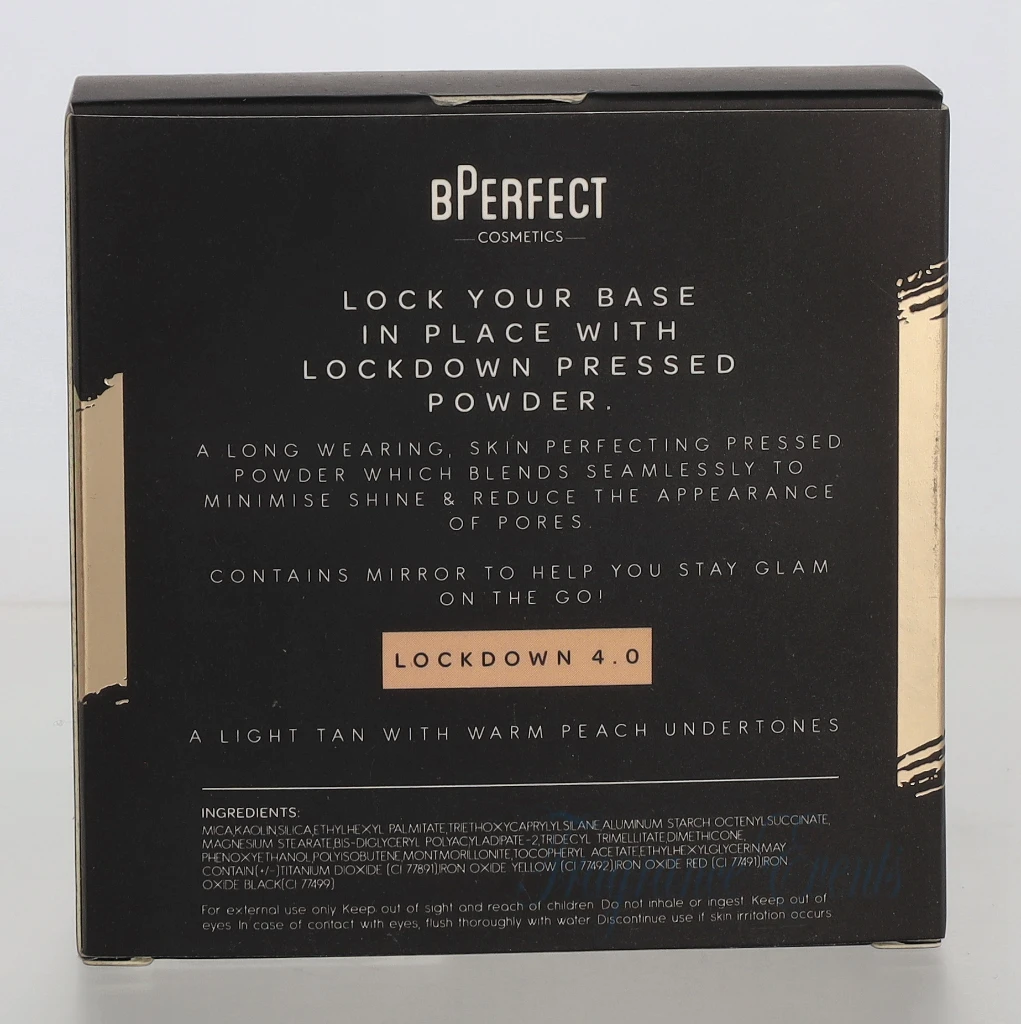 BPERFECT
COSMETICS
LOCK YOUR BASE
IN PLACE WITH
LOCKDOWN PRESSED
POWDER.
A LONG WEARING, SKIN PERFECTING PRESSED
POWDER WHICH BLENDS SEAMLESSLY TO
MINIMISE SHINE & REDUCE THE APPEARANCE
OF PORES.
CONTAINS MIRROR TO HELP YOU STAY GLAM
ON THE GO!
LOCKDOWN 4.0
A LIGHT TAN WITH WARM PEACH UNDERTONES
INGREDIENTS:
MICA,KAOLIN,SILICA,ETHYLHEXYL PALMITATE,TRIETHOXYCAPRYLYLSILANE,ALUMINUM STARCH OCTENYLSUCCINATE,
MAGNESIUM STEARATE,BIS-DIGLYCERYL POLYACYLADIPATE-2,TRIDECYL TRIMELLITATE,DIMETHICONE,
PHENOXYETHANOL,POLYISOBUTENE,MONTMORILLONITE,TOCOPHERYL ACETATE,ETHYLHEXYLGLYCERIN,MAY
CONTAIN(+/-)TITANIUM DIOXIDE (CI 77891),IRON OXIDE YELLOW (CI 77492),IRON OXIDE RED (CI 77491),IRON
OXIDE BLACK(CI 77499)
For external use only. Keep out of sight and reach of children. Do not inhale or ingest. Keep out of
eyes. In case of contact with eyes, flush thoroughly with water. Discontinue use if skin irritation occurs.
Fragrance Events